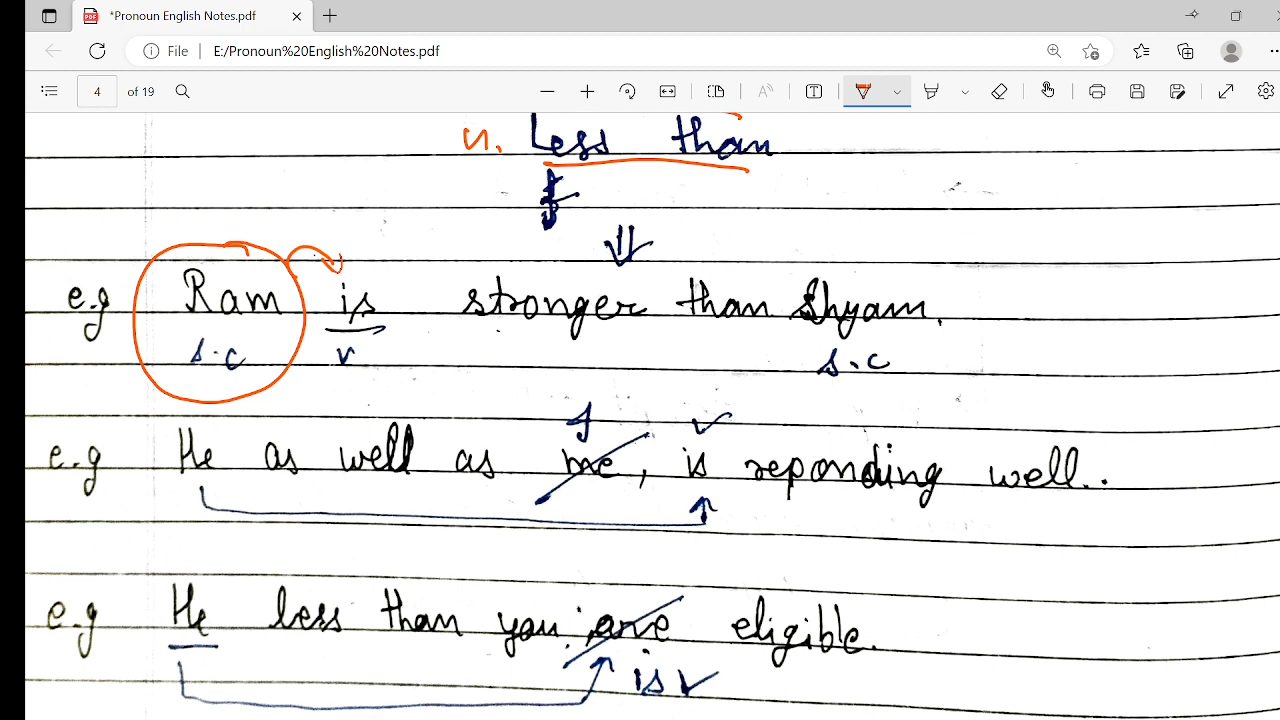 *Pronoun English Notes.pdf
File E:/Pronoun%20English%20Notes.pdf
4 of 19
Less than
e.g Ram is stronger than Shyam.
s.c v s.c
I ✓
e.g He as well as me, is reponding well..
e.g He less than you, are eligible.
is ✓